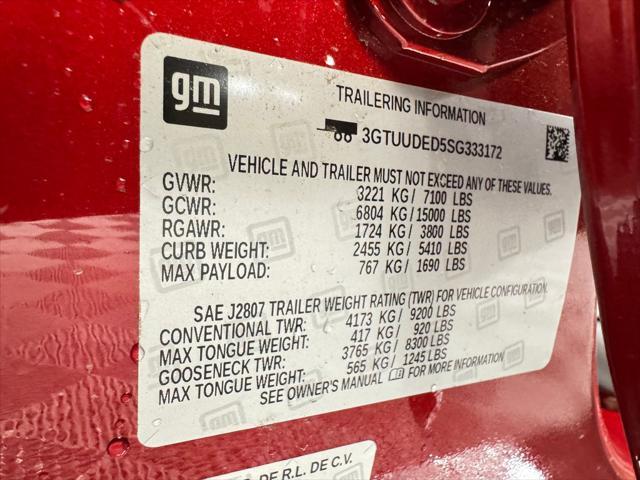 gm
TRAILERING INFORMATION
3GTUUDED5SG333172
VEHICLE AND TRAILER MUST NOT EXCEED ANY OF THESE VALUES.
GVWR: 3221 KG / 7100 LBS
GCWR: 6804 KG / 15000 LBS
RGAWR: 1724 KG / 3800 LBS
CURB WEIGHT: 2455 KG / 5410 LBS
MAX PAYLOAD: 767 KG / 1690 LBS
SAE J2807 TRAILER WEIGHT RATING (TWR) FOR VEHICLE CONFIGURATION.
CONVENTIONAL TWR: 4173 KG / 9200 LBS
MAX TONGUE WEIGHT: 417 KG / 920 LBS
GOOSENECK TWR: 3765 KG / 8300 LBS
MAX TONGUE WEIGHT: 565 KG / 1245 LBS
SEE OWNER'S MANUAL FOR MORE INFORMATION
DE R.L. DE C.V.